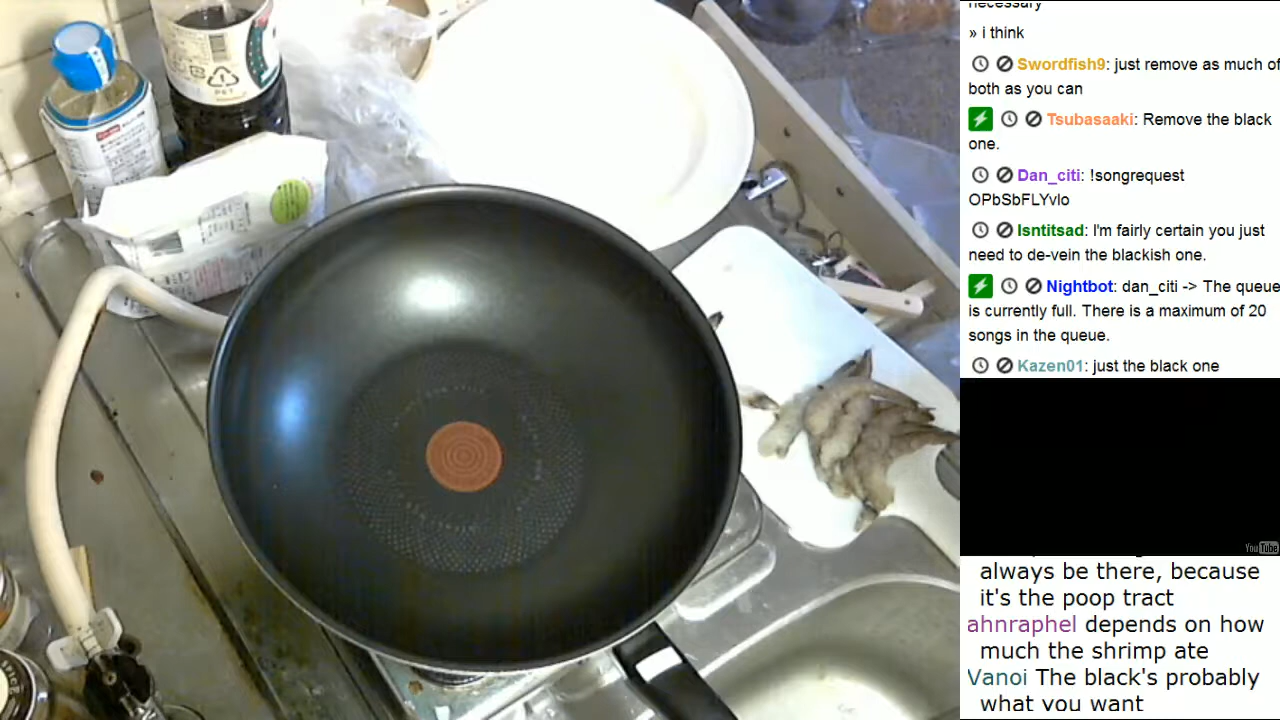 necessary
» i think
Swordfish9: just remove as much of
both as you can
Tsubasaaki: Remove the black
one.
Dan_citi: !songrequest
OPbSbFLYvlo
Isntitsad: I'm fairly certain you just
need to de-vein the blackish one.
Nightbot: dan_citi -> The queue
is currently full. There is a maximum of 20
songs in the queue.
Kazen01: just the black one
YouTube
always be there, because
it's the poop tract
ahnraphel depends on how
much the shrimp ate
Vanoi The black's probably
what you want
PET